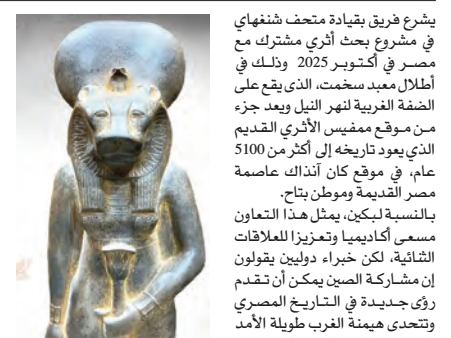 يشرع فريق بقيادة متحف شنغهاي
في مشروع بحث أثري مشترك مع
مصر في أكتوبر 2025 وذلك في
أطلال معبد سخمت، الذى يقع على
الضفة الغربية لنهر النيل ويعد جزء
من موقع ممفيس الأثري القديم
الذي يعود تاريخه إلى أكثر من 5100
عام، في موقع كان آنذاك عاصمة
مصر القديمة وموطن بتاح.
بالنسبة لبكين، يمثل هذا التعاون
مسعى أكاديميا وتعزيزا للعلاقات
الثنائية، لكن خبراء دوليين يقولون
إن مشاركة الصين يمكن أن تقدم
رؤى جديدة في التاريخ المصري
وتتحدى هيمنة الغرب طويلة الأمد